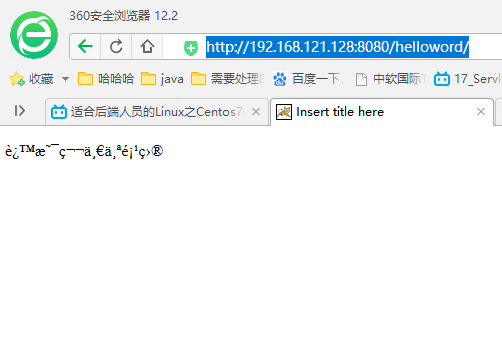 360安全浏览器 12.2
http://192.168.121.128:8080/helloword/
收藏 哈哈哈 java 需要处理的 百度一下, 中软国际T 17_Servl
适合后端人员的Linux之Centos7 Insert title here
è¿™æ˜¯ç¬¬ä¸€ä¸ªé¡¹ç›®